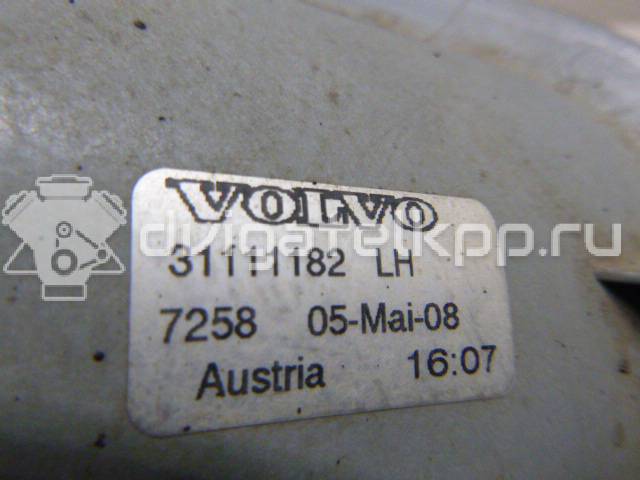 VOLVO
31111182 LH
7258 05-Mai-08
Austria 16:07
dvigatelkpp.ru